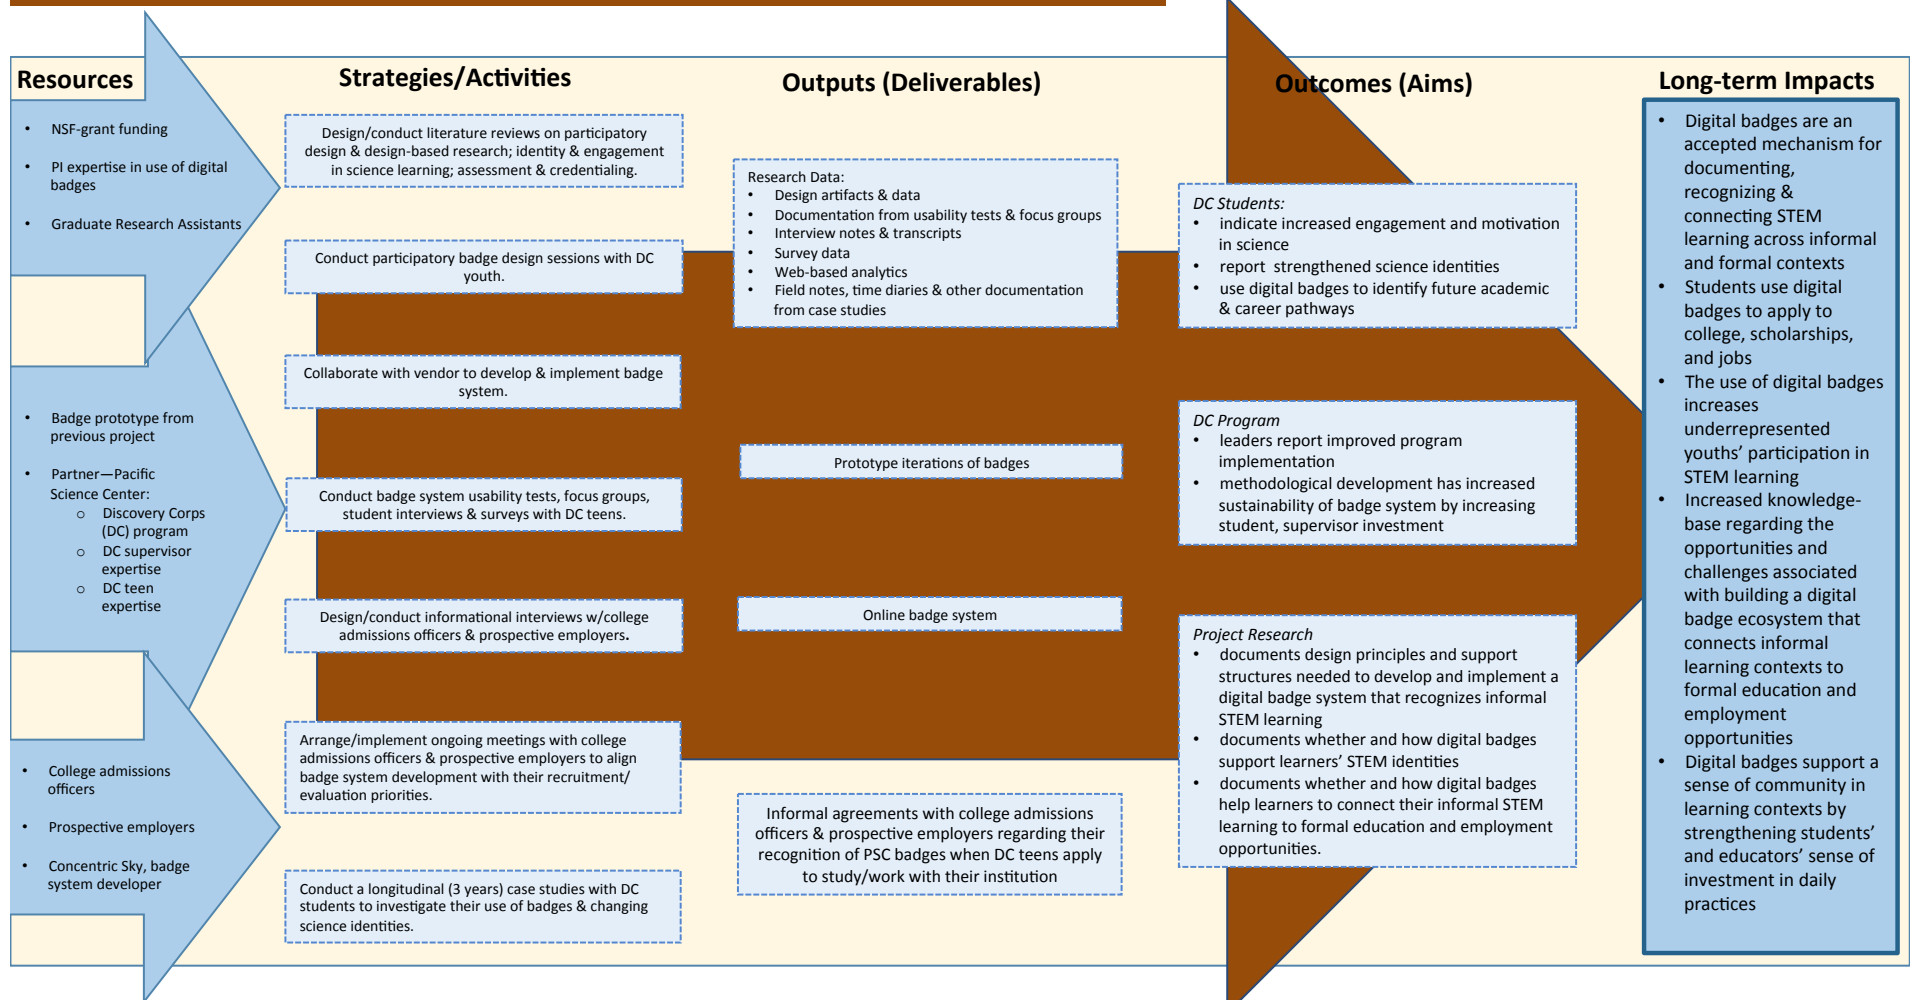 Resources
• NSF-grant funding
• PI expertise in use of digital
badges
• Graduate Research Assistants
• Badge prototype from
previous project
• Partner—Pacific
Science Center:
o Discovery Corps
(DC) program
o DC supervisor
expertise
o DC teen
expertise
• College admissions
officers
• Prospective employers
• Concentric Sky, badge
system developer
Strategies/Activities
Design/conduct literature reviews on participatory
design & design-based research; identity & engagement
in science learning; assessment & credentialing.
Conduct participatory badge design sessions with DC
youth.
Collaborate with vendor to develop & implement badge
system.
Conduct badge system usability tests, focus groups,
student interviews & surveys with DC teens.
Design/conduct informational interviews w/college
admissions officers & prospective employers.
Arrange/implement ongoing meetings with college
admissions officers & prospective employers to align
badge system development with their recruitment/
evaluation priorities.
Conduct a longitudinal (3 years) case studies with DC
students to investigate their use of badges & changing
science identities.
Outputs (Deliverables)
Research Data:
• Design artifacts & data
• Documentation from usability tests & focus groups
• Interview notes & transcripts
• Survey data
• Web-based analytics
• Field notes, time diaries & other documentation
from case studies
Prototype iterations of badges
Online badge system
Informal agreements with college admissions
officers & prospective employers regarding their
recognition of PSC badges when DC teens apply
to study/work with their institution
Outcomes (Aims)
DC Students:
• indicate increased engagement and motivation
in science
• report strengthened science identities
• use digital badges to identify future academic
& career pathways
DC Program
• leaders report improved program
implementation
• methodological development has increased
sustainability of badge system by increasing
student, supervisor investment
Project Research
• documents design principles and support
structures needed to develop and implement a
digital badge system that recognizes informal
STEM learning
• documents whether and how digital badges
support learners’ STEM identities
• documents whether and how digital badges
help learners to connect their informal STEM
learning to formal education and employment
opportunities.
Long-term Impacts
• Digital badges are an
accepted mechanism for
documenting,
recognizing &
connecting STEM
learning across informal
and formal contexts
• Students use digital
badges to apply to
college, scholarships,
and jobs
• The use of digital badges
increases
underrepresented
youths’ participation in
STEM learning
• Increased knowledge-
base regarding the
opportunities and
challenges associated
with building a digital
badge ecosystem that
connects informal
learning contexts to
formal education and
employment
opportunities
• Digital badges support a
sense of community in
learning contexts by
strengthening students’
and educators’ sense of
investment in daily
practices